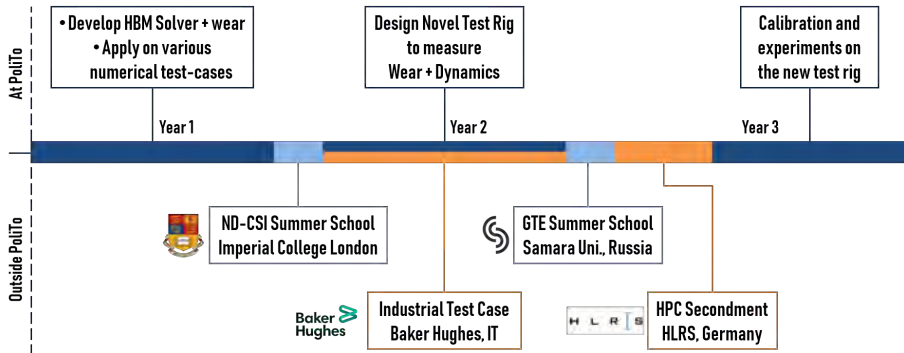 • Develop HBM Solver + wear
• Apply on various
numerical test-cases
Design Novel Test Rig
to measure
Wear + Dynamics
Calibration and
experiments on
the new test rig
At PoliTo
Year 1
Year 2
Year 3
Outside PoliTo
ND-CSI Summer School
Imperial College London
GTE Summer School
Samara Uni., Russia
Baker
Hughes
Industrial Test Case
Baker Hughes, IT
H L R I S
HPC Secondment
HLRS, Germany